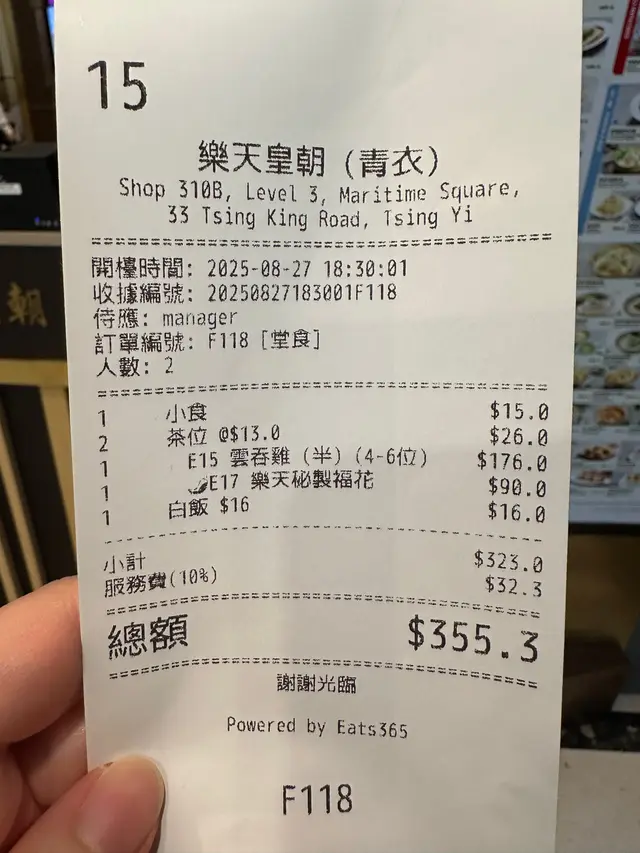 15
樂天皇朝 (青衣)
Shop 310B, Level 3, Maritime Square,
33 Tsing King Road, Tsing Yi
開檯時間: 2025-08-27 18:30:01
收據編號: 20250827183001F118
侍應: manager
訂單編號: F118 [堂食]
人數: 2
1 小食 $15.0
2 茶位 @$13.0 $26.0
1 E15 雲吞雞 (半) (4-6位) $176.0
1 🌶E17 樂天秘製福花 $90.0
1 白飯 $16 $16.0
小計 $323.0
服務費(10%) $32.3
總額 $355.3
謝謝光臨
Powered by Eats365
F118
朝